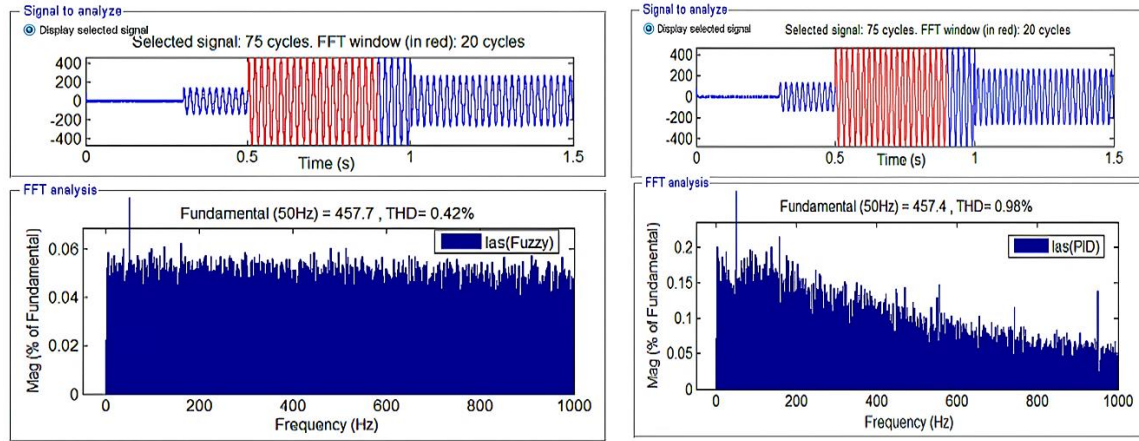 Signal to analyze
Display selected signal
Selected signal: 75 cycles. FFT window (in red): 20 cycles
400
200
0
-200
-400
0
0.5
1
1.5
Time (s)
FFT analysis
Fundamental (50Hz) = 457.7 , THD= 0.42%
Ias(Fuzzy)
Mag (% of Fundamental)
0.06
0.04
0.02
0
0
200
400
600
800
1000
Frequency (Hz)
Signal to analyze
Display selected signal
Selected signal: 75 cycles. FFT window (in red): 20 cycles
400
200
0
-200
-400
0
0.5
1
1.5
Time (s)
FFT analysis
Fundamental (50Hz) = 457.4 , THD= 0.98%
Ias(PID)
Mag (% of Fundamental)
0.2
0.15
0.1
0.05
0
0
200
400
600
800
1000
Frequency (Hz)